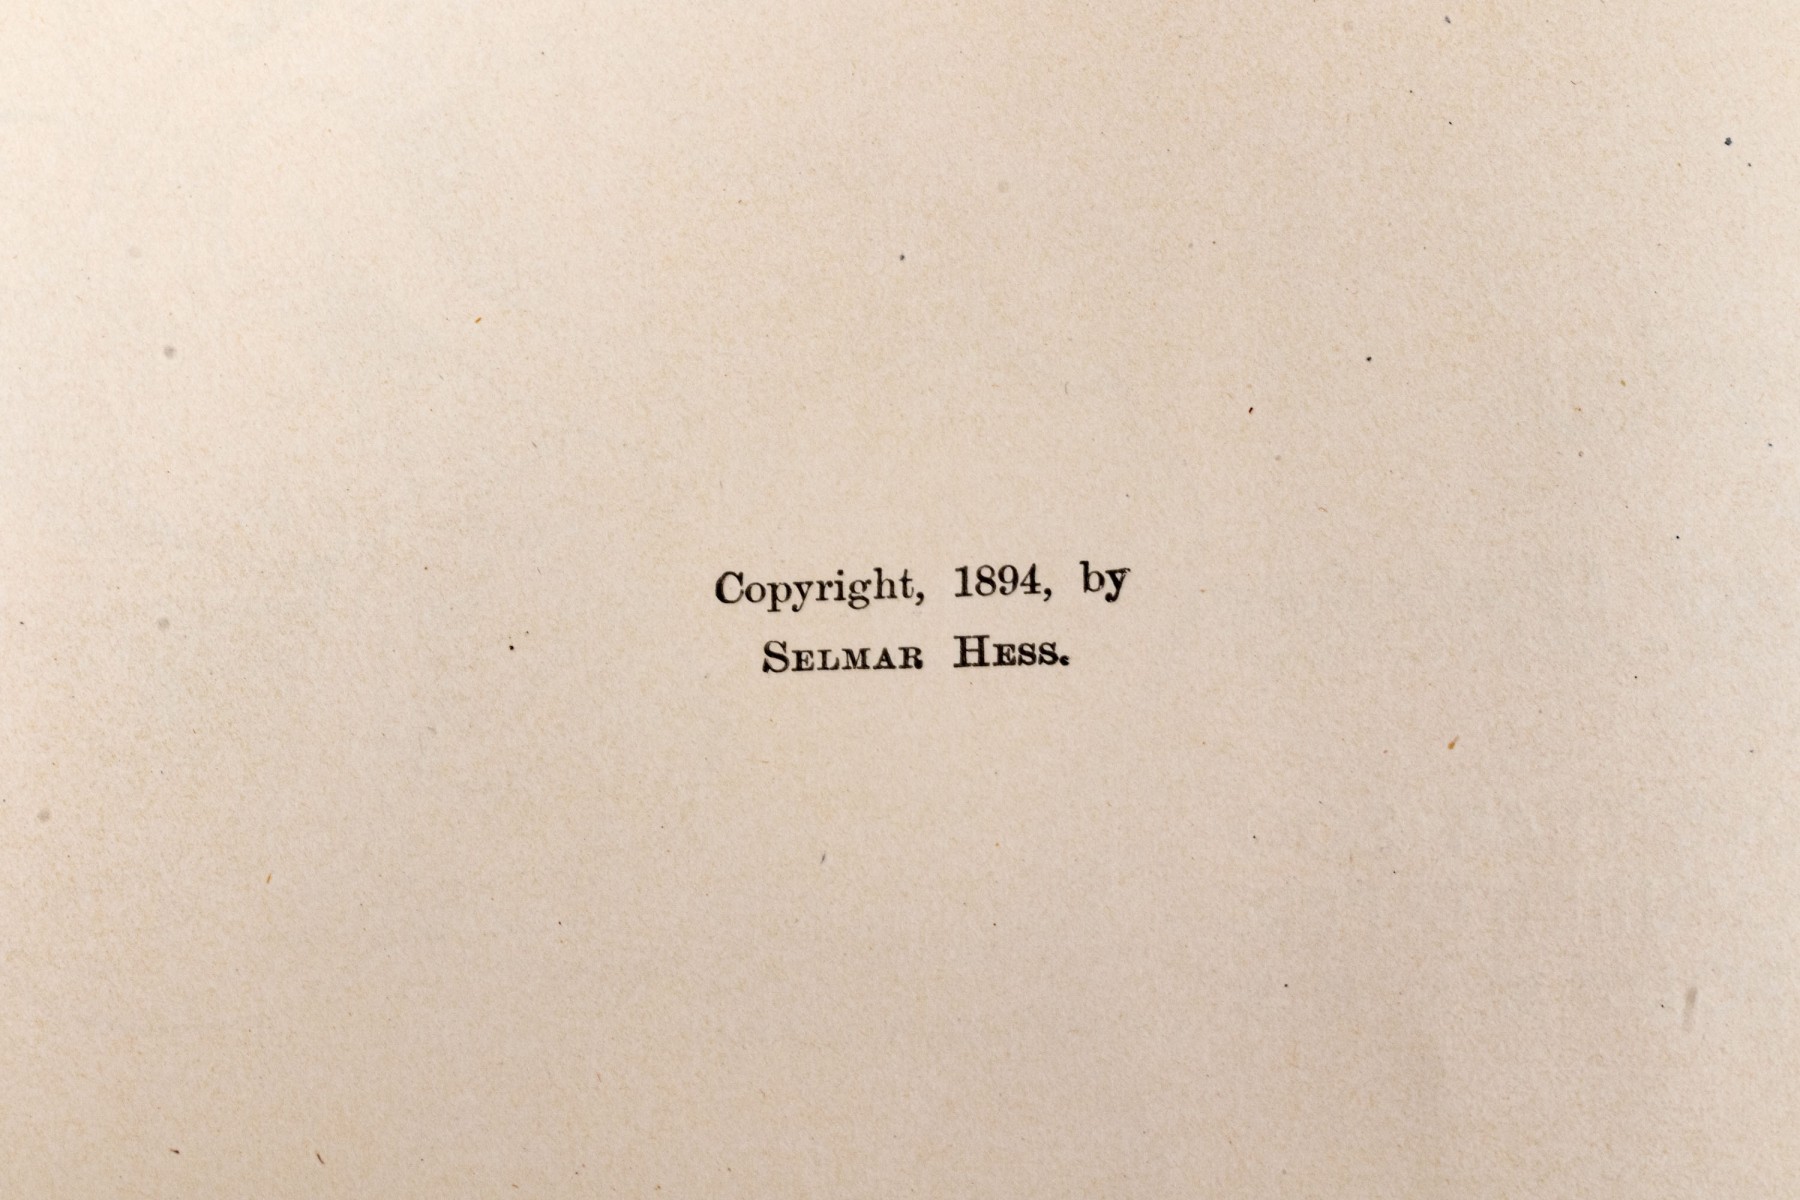 Copyright, 1894, by
Selmar Hess.